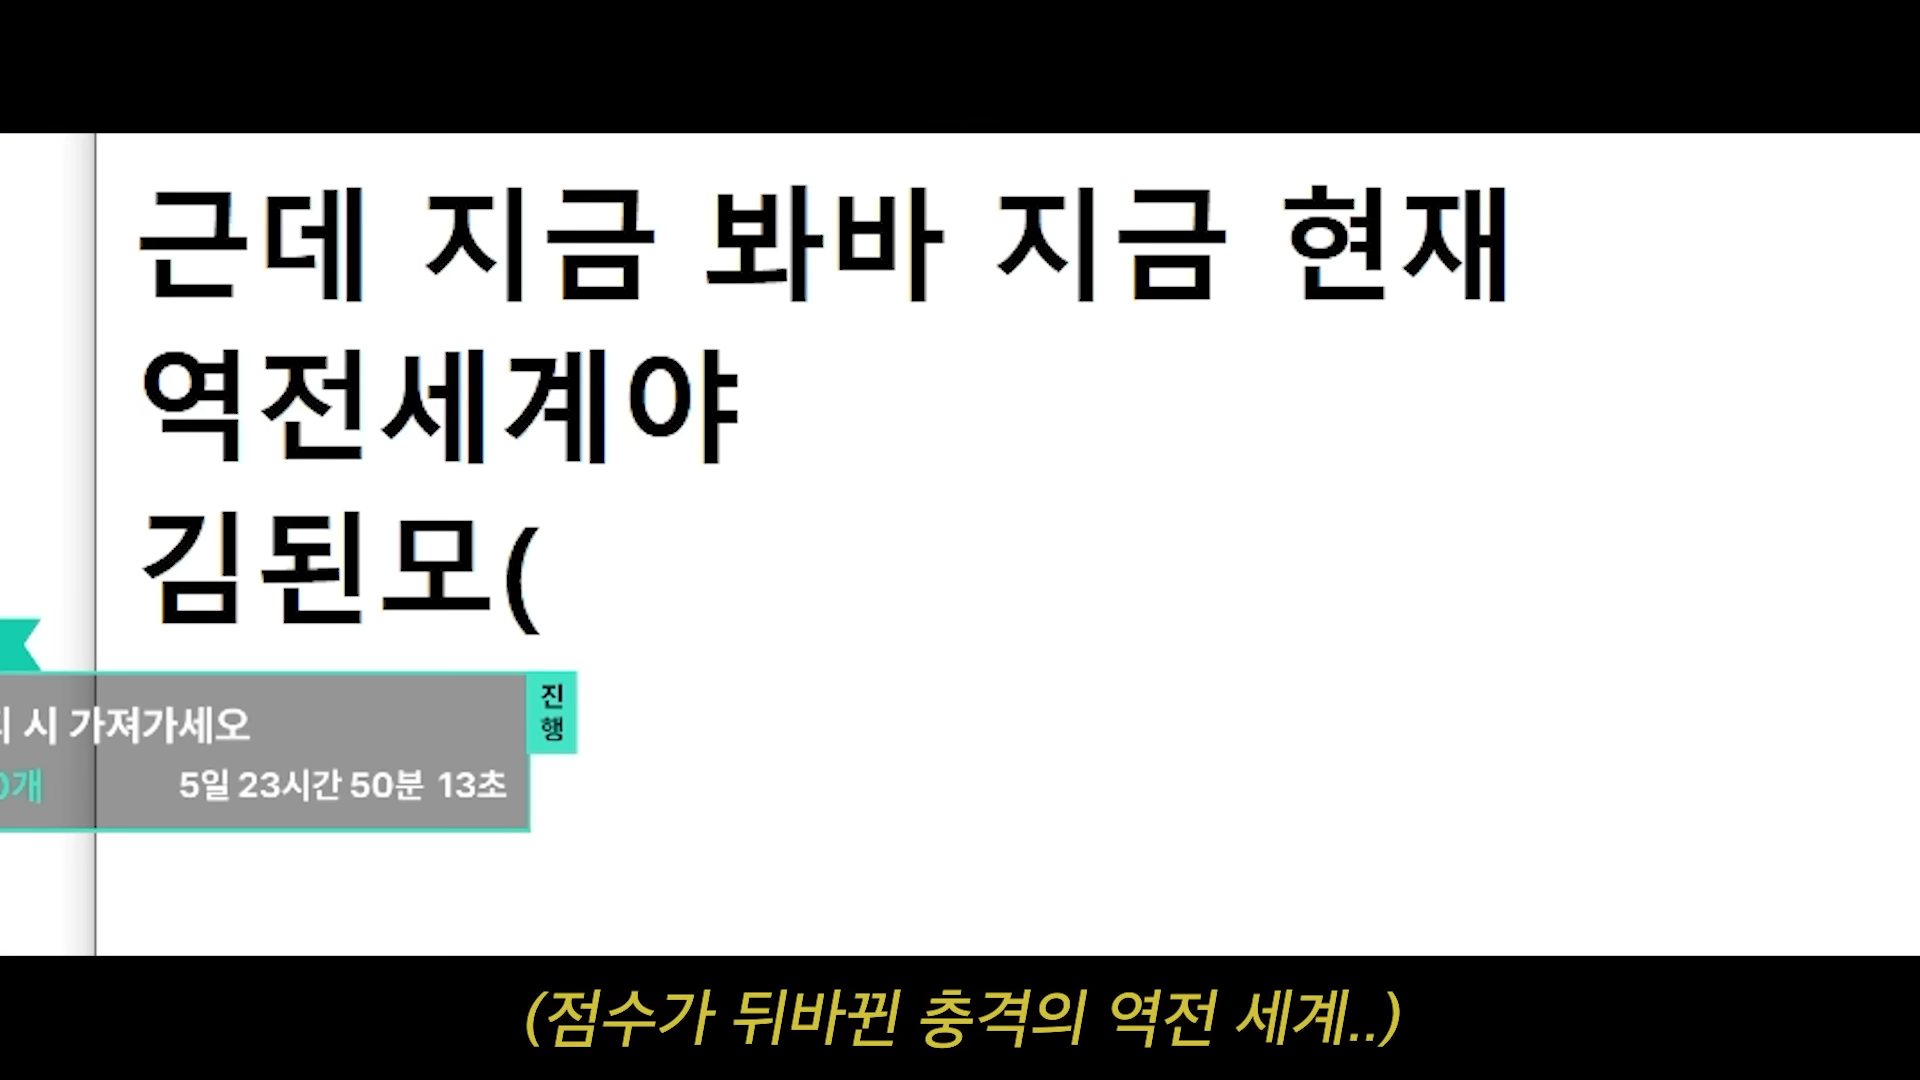 근데 지금 봐바 지금 현재
역전세계야
김된모(
시 가져가세오
진행
0개 5일 23시간 50분 13초
(점수가 뒤바뀐 충격의 역전 세계..)